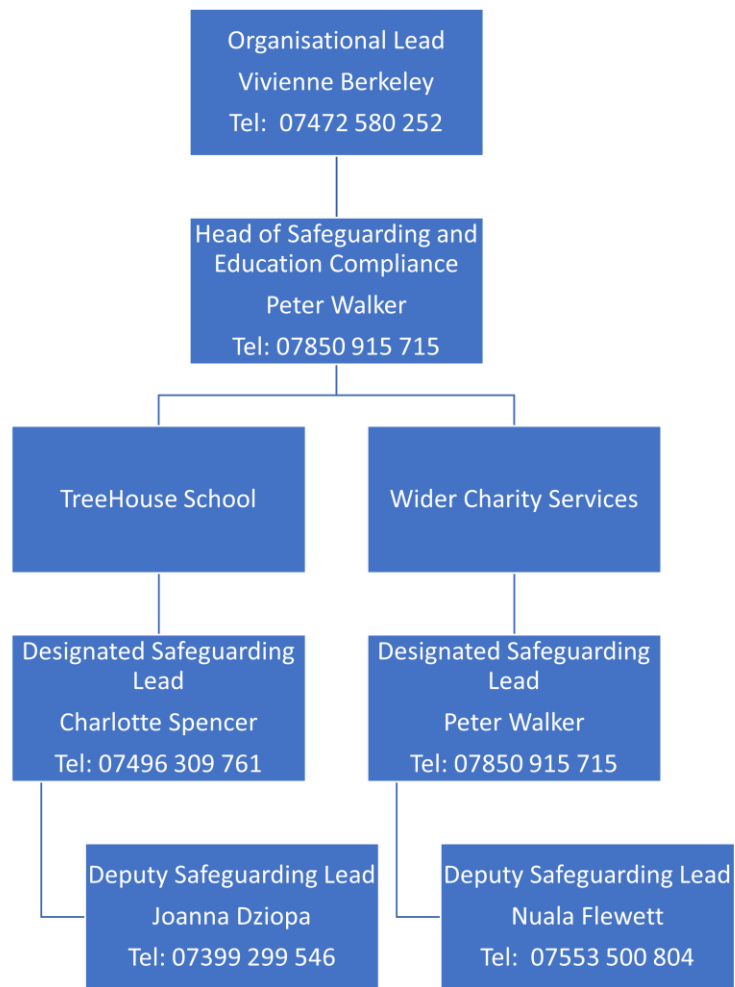 Organisational Lead
Vivienne Berkeley
Tel:  07472 580 252
Head of Safeguarding and
Education Compliance
Peter Walker
Tel: 07850 915 715
TreeHouse School
Wider Charity Services
Designated Safeguarding
Lead
Charlotte Spencer
Tel: 07496 309 761
Designated Safeguarding
Lead
Peter Walker
Tel: 07850 915 715
Deputy Safeguarding Lead
Joanna Dziopa
Tel: 07399 299 546
Deputy Safeguarding Lead
Nuala Flewett
Tel:  07553 500 804